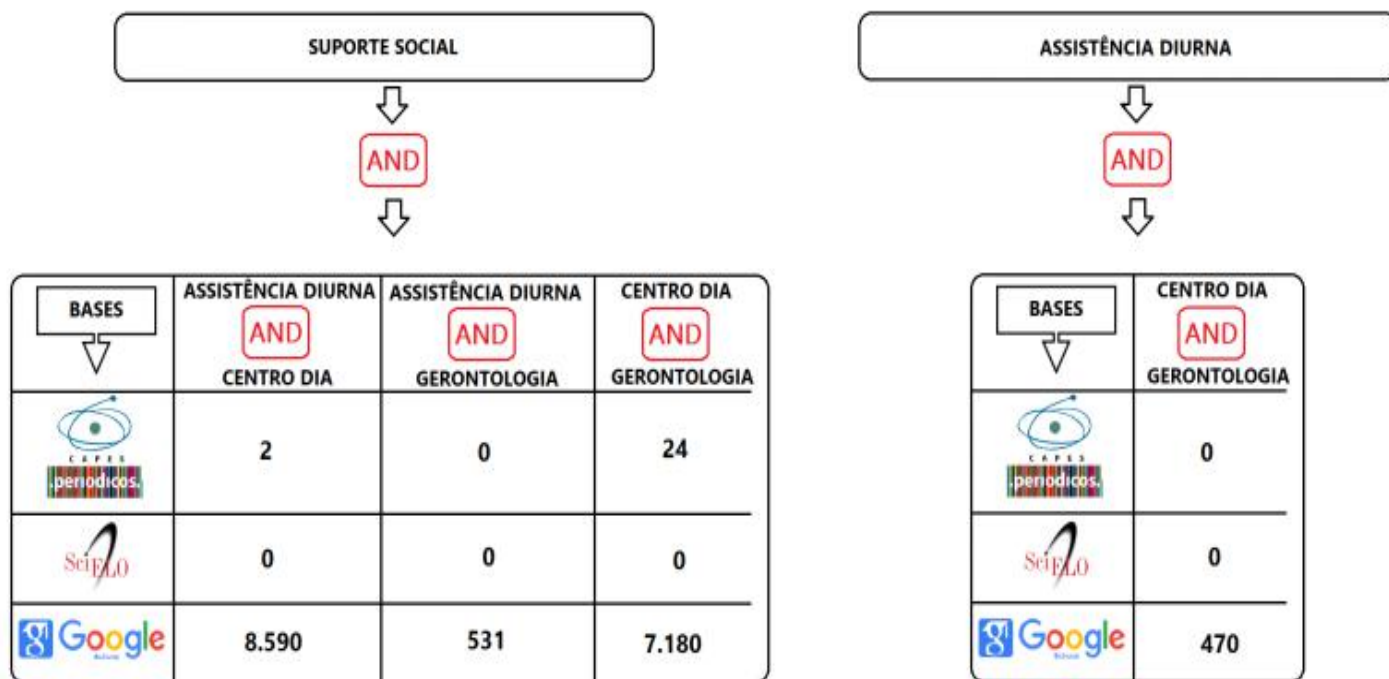 SUPORTE SOCIAL
AND
BASES
ASSISTÊNCIA DIURNA
AND
CENTRO DIA
ASSISTÊNCIA DIURNA
AND
GERONTOLOGIA
CENTRO DIA
AND
GERONTOLOGIA
CAPES
.periodicos.
2
0
24
SciELO
0
0
0
g Google
8.590
531
7.180
ASSISTÊNCIA DIURNA
AND
BASES
CENTRO DIA
AND
GERONTOLOGIA
CAPES
.periodicos.
0
SciELO
0
g Google
470